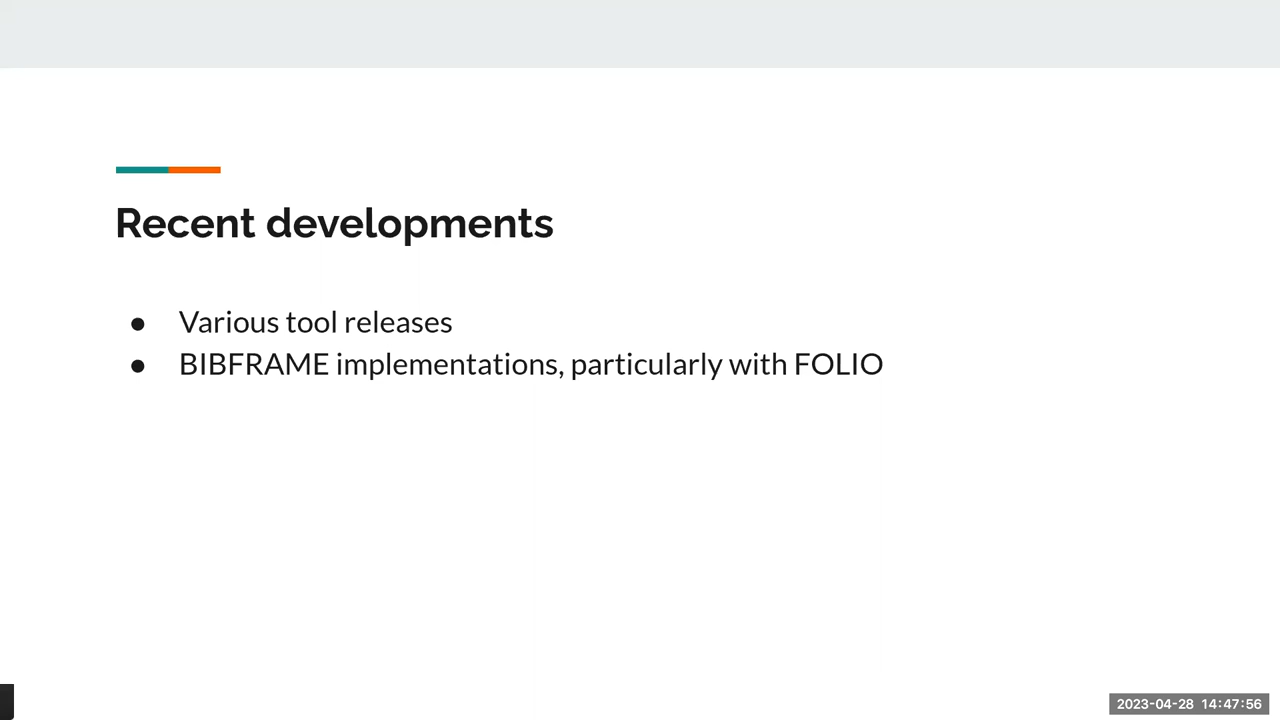 Recent developments
● Various tool releases
● BIBFRAME implementations, particularly with FOLIO
2023-04-28 14:47:56